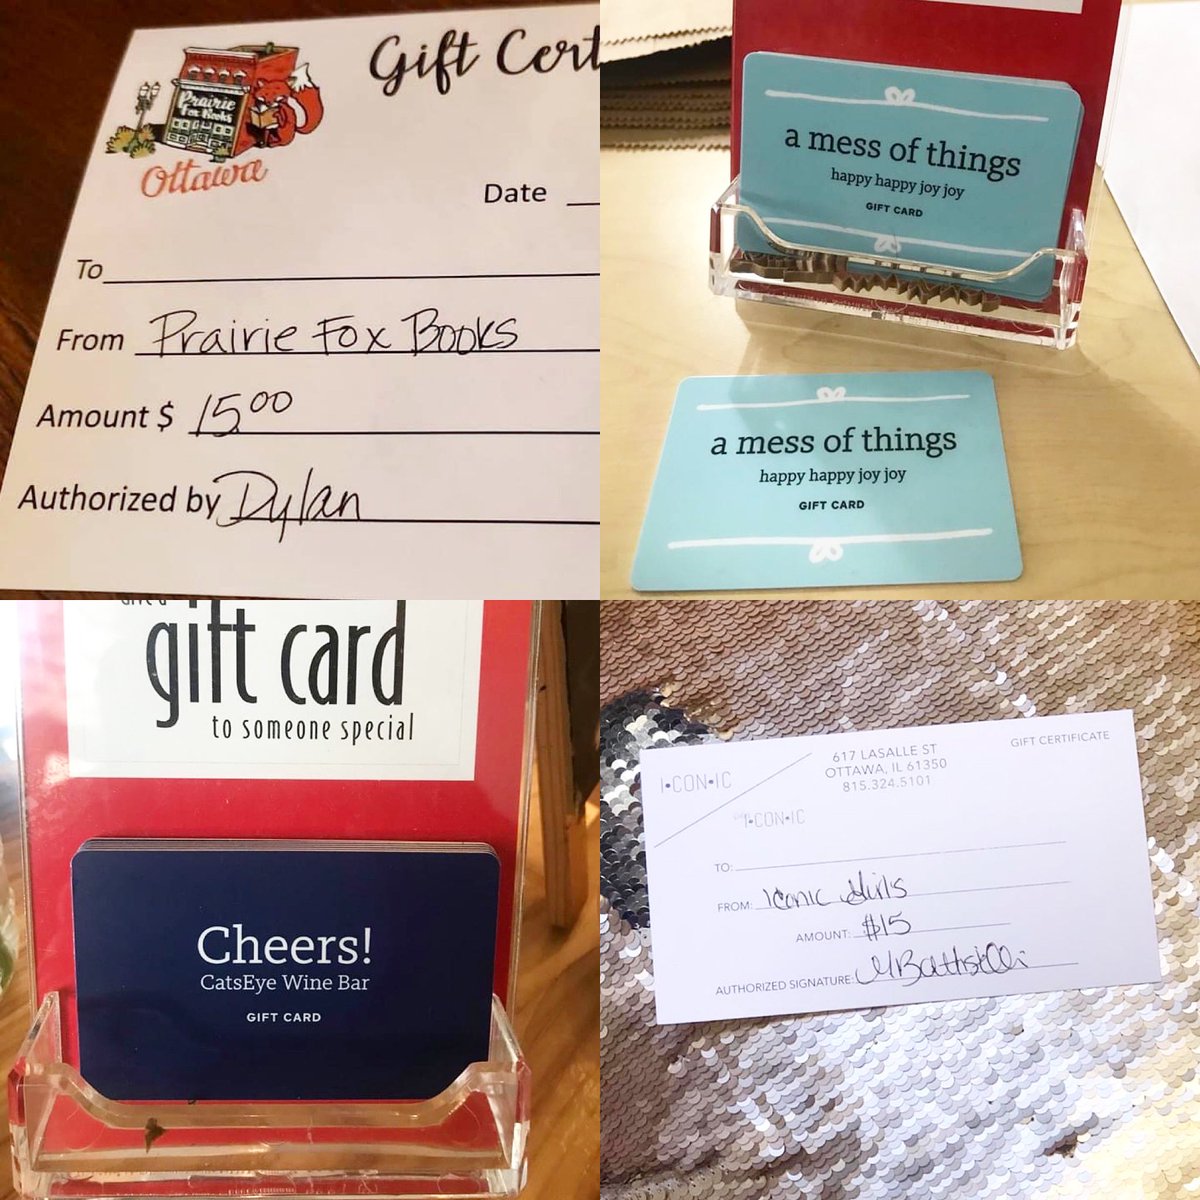 Gift Cert
Prairie
Fox Books
Ottawa
Date
To
From Prairie Fox Books
Amount $ 15.00
Authorized by Dylan
a mess of things
happy happy joy joy
GIFT CARD
a mess of things
happy happy joy joy
GIFT CARD
gift card
to someone special
Cheers!
CatsEye Wine Bar
GIFT CARD
I•CON•IC
617 LASALLE ST
OTTAWA, IL 61350
815.324.5101
GIFT CERTIFICATE
I•CON•IC
TO:
FROM: Iconic Girls
AMOUNT: $15
AUTHORIZED SIGNATURE: MBattistelli